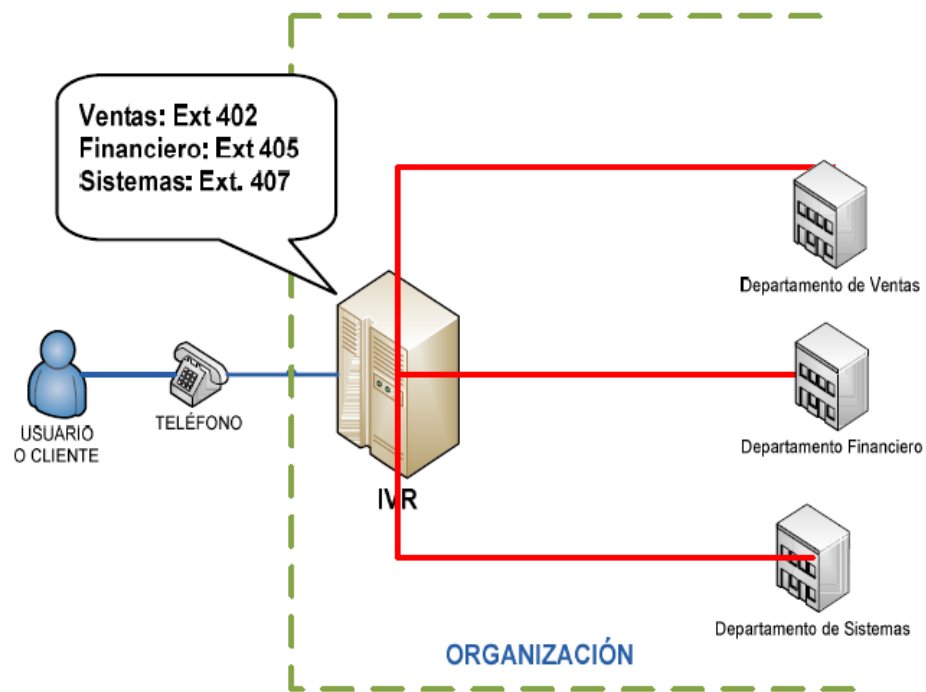 Ventas: Ext 402
Financiero: Ext 405
Sistemas: Ext. 407
Departamento de Ventas
USUARIO
O CLIENTE
TELÉFONO
Departamento Financiero
IVR
Departamento de Sistemas
ORGANIZACIÓN